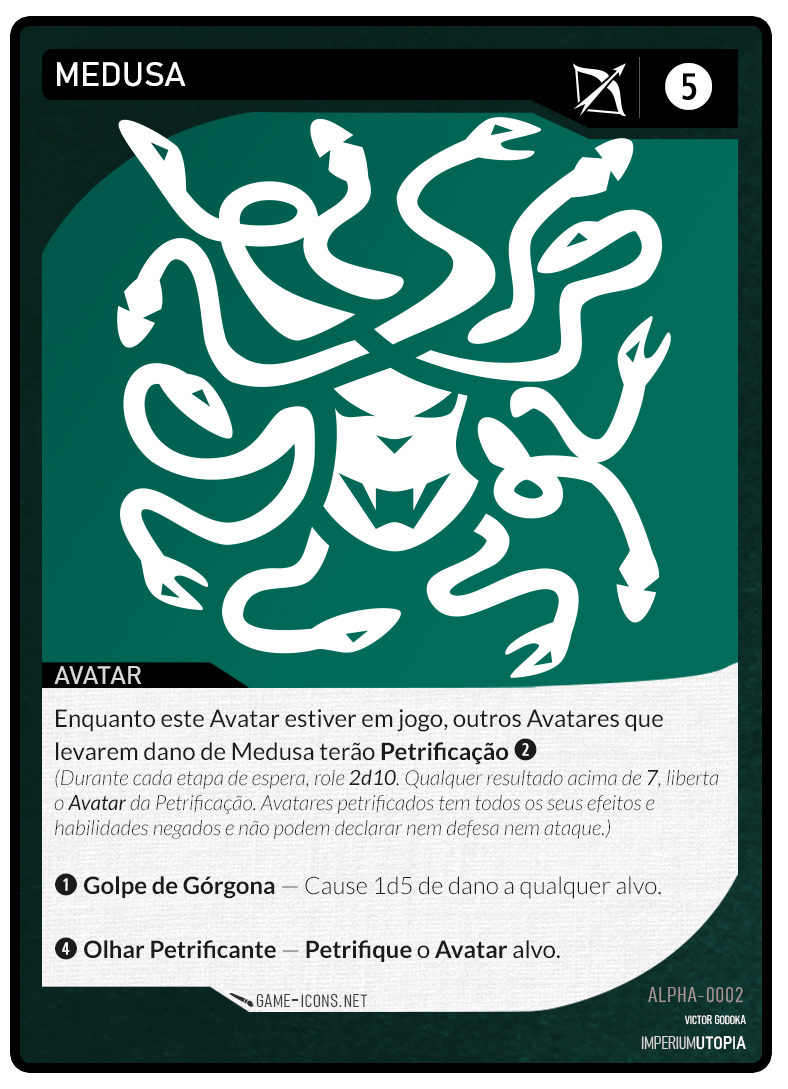 MEDUSA
5
AVATAR
Enquanto este Avatar estiver em jogo, outros Avatares que
levarem dano de Medusa terão Petrificação ❷
(Durante cada etapa de espera, role 2d10. Qualquer resultado acima de 7, liberta
o Avatar da Petrificação. Avatares petrificados tem todos os seus efeitos e
habilidades negados e não podem declarar nem defesa nem ataque.)
❶ Golpe de Górgona — Cause 1d5 de dano a qualquer alvo.
❹ Olhar Petrificante — Petrifique o Avatar alvo.
GAME-ICONS.NET
ALPHA-0002
VICTOR GODOKA
IMPERIUMUTOPIA